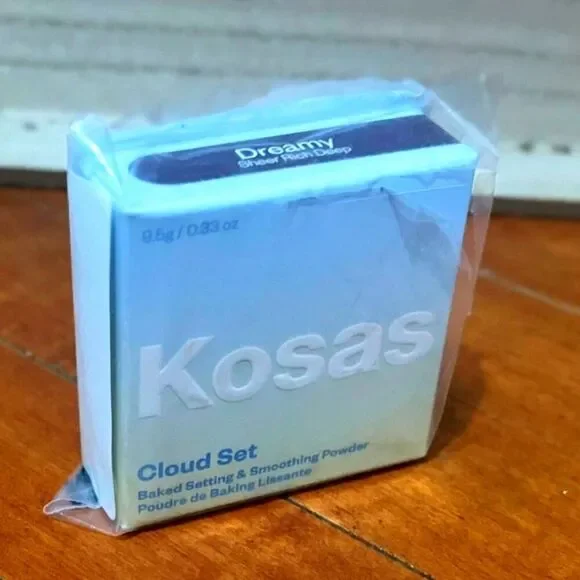 Dreamy
Sheer Rich Deep
9.5g / 0.33 oz
Kosas
Cloud Set
Baked Setting & Smoothing Powder
Poudre de Baking Lissante